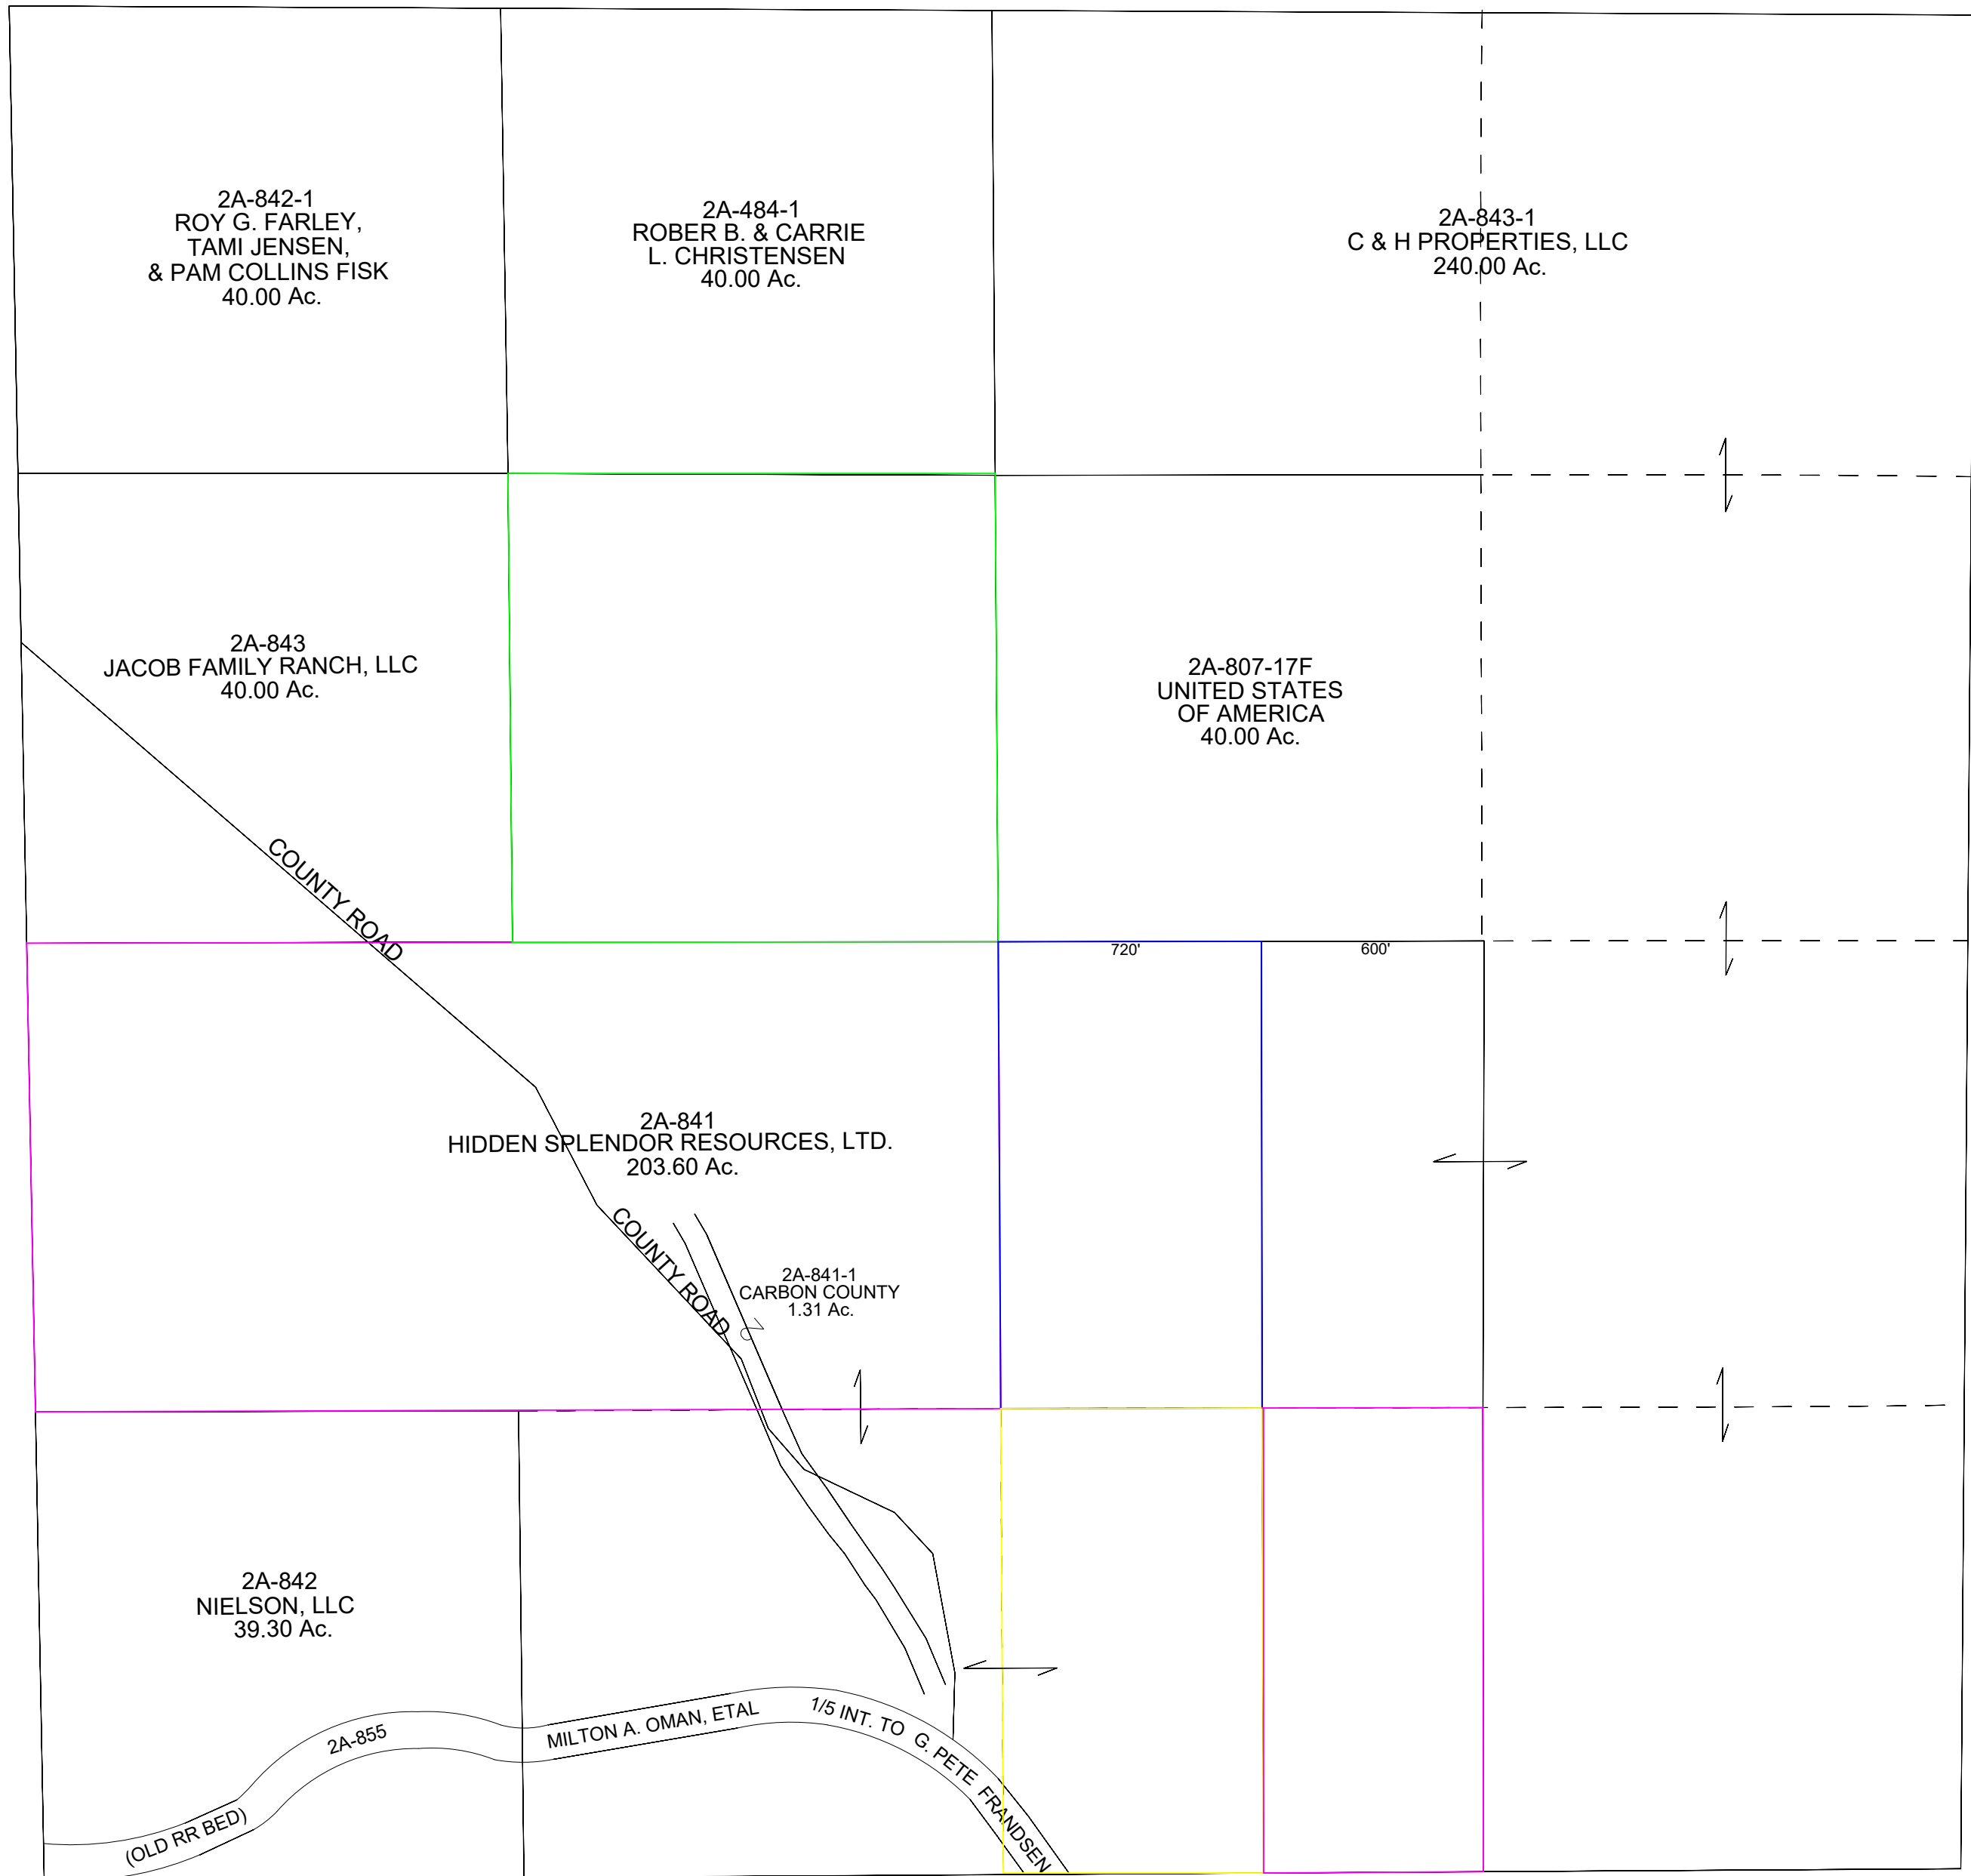 2A-842-1
ROY G. FARLEY,
TAMI JENSEN,
& PAM COLLINS FISK
40.00 Ac.
2A-484-1
ROBER B. & CARRIE
L. CHRISTENSEN
40.00 Ac.
2A-843-1
C & H PROPERTIES, LLC
240.00 Ac.
2A-843
JACOB FAMILY RANCH, LLC
40.00 Ac.
2A-807-17F
UNITED STATES
OF AMERICA
40.00 Ac.
COUNTY ROAD
720'
600'
2A-841
HIDDEN SPLENDOR RESOURCES, LTD.
203.60 Ac.
COUNTY ROAD
2A-841-1
CARBON COUNTY
1.31 Ac.
2A-842
NIELSON, LLC
39.30 Ac.
(OLD RR BED)
2A-855
MILTON A. OMAN, ETAL
1/5 INT. TO G. PETE FRANDSEN